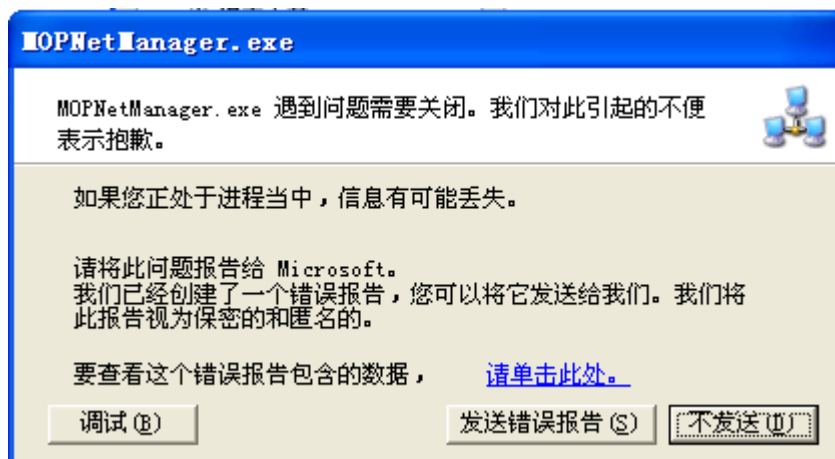 MOPNetManager.exe
MOPNetManager.exe 遇到问题需要关闭。我们对此引起的不便
表示抱歉。
如果您正处于进程当中，信息有可能丢失。
请将此问题报告给 Microsoft。
我们已经创建了一个错误报告，您可以将它发送给我们。我们将
此报告视为保密的和匿名的。
要查看这个错误报告包含的数据， 请单击此处。
调试(B) 发送错误报告(S) 不发送(D)